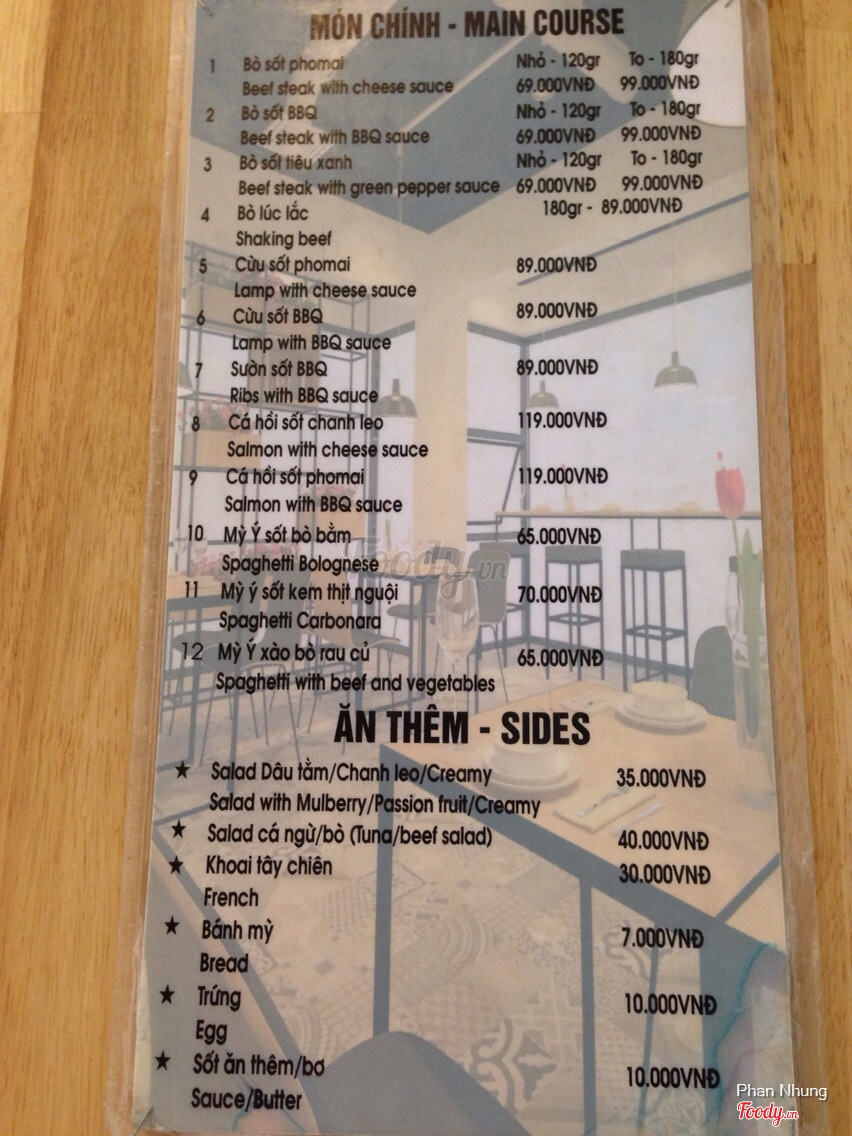 MÓN CHÍNH - MAIN COURSE
1 Bò sốt phomai Nhỏ - 120gr To - 180gr
Beef steak with cheese sauce 69.000VNĐ 99.000VNĐ
2 Bò sốt BBQ Nhỏ - 120gr To - 180gr
Beef steak with BBQ sauce 69.000VNĐ 99.000VNĐ
3 Bò sốt tiêu xanh Nhỏ - 120gr To - 180gr
Beef steak with green pepper sauce 69.000VNĐ 99.000VNĐ
4 Bò lúc lắc 180gr - 89.000VNĐ
Shaking beef
5 Cừu sốt phomai 89.000VNĐ
Lamp with cheese sauce
6 Cừu sốt BBQ 89.000VNĐ
Lamp with BBQ sauce
7 Sườn sốt BBQ 89.000VNĐ
Ribs with BBQ sauce
8 Cá hồi sốt chanh leo 119.000VNĐ
Salmon with cheese sauce
9 Cá hồi sốt phomai 119.000VNĐ
Salmon with BBQ sauce
10 Mỳ Ý sốt bò bằm 65.000VNĐ
Spaghetti Bolognese
11 Mỳ ý sốt kem thịt nguội 70.000VNĐ
Spaghetti Carbonara
12 Mỳ Ý xào bò rau củ 65.000VNĐ
Spaghetti with beef and vegetables
ĂN THÊM - SIDES
★ Salad Dâu tằm/Chanh leo/Creamy 35.000VNĐ
Salad with Mulberry/Passion fruit/Creamy
★ Salad cá ngừ/bò (Tuna/beef salad) 40.000VNĐ
★ Khoai tây chiên 30.000VNĐ
French
★ Bánh mỳ 7.000VNĐ
Bread
★ Trứng 10.000VNĐ
Egg
★ Sốt ăn thêm/bơ 10.000VNĐ
Sauce/Butter
Foody.vn
Phan Nhung
Foody.vn